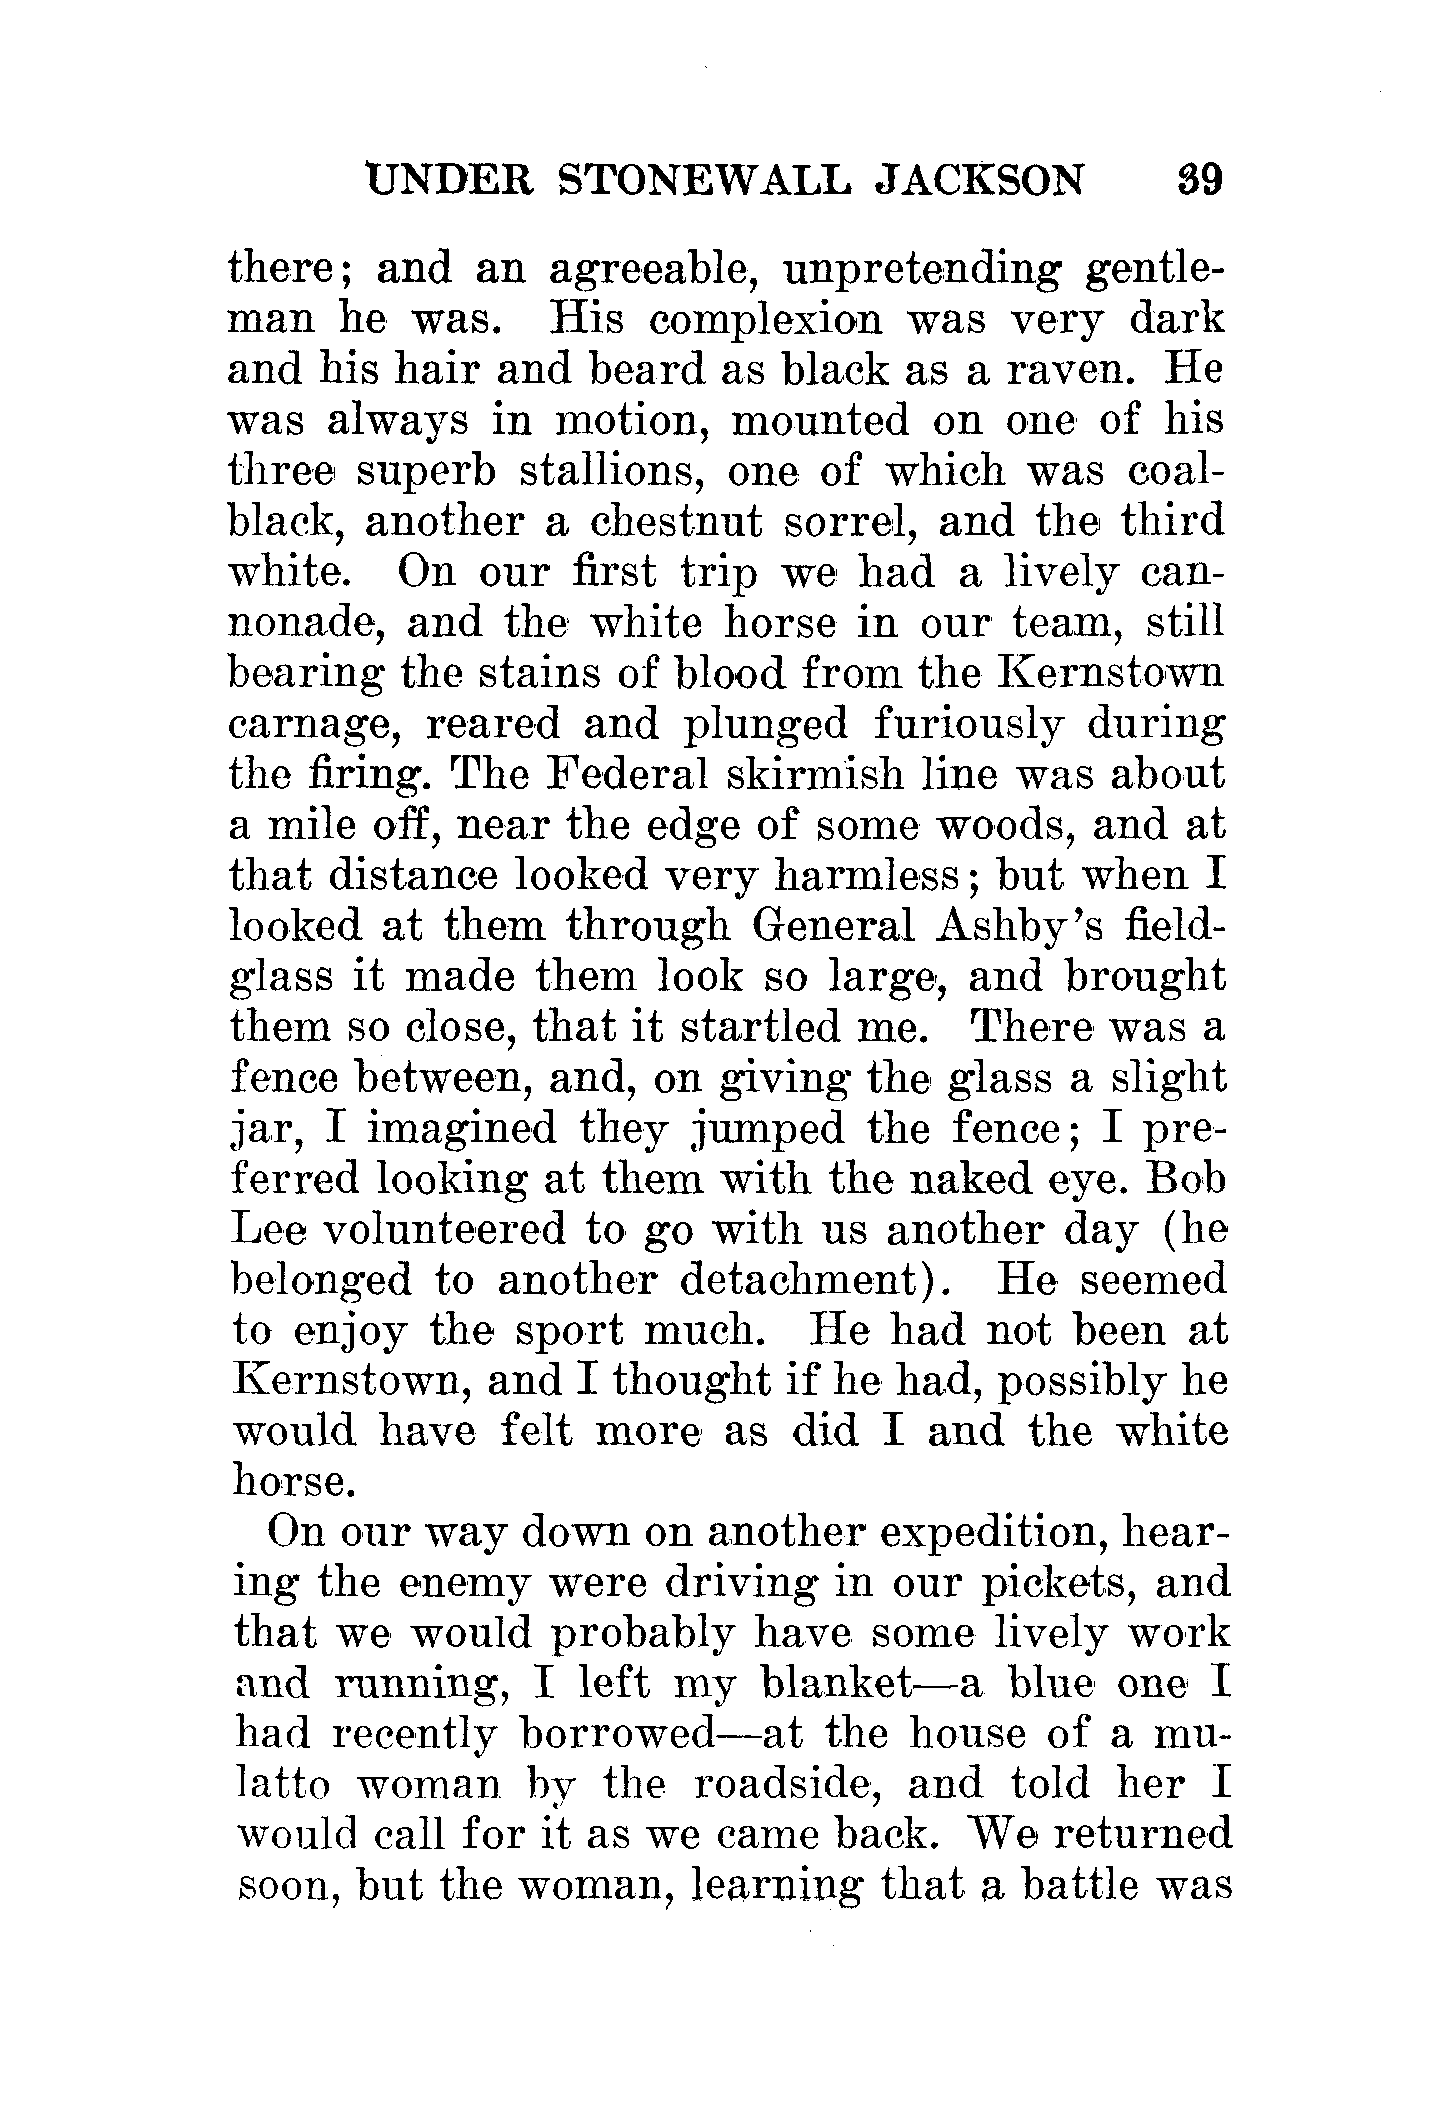 UNDER STONEWALL JACKSON 39
there; and an agreeable, unpretending gentle-
man he was. His complexion was very dark
and his hair and beard as black as a raven. He
was always in motion, mounted on one of his
three superb stallions, one of which was coal-
black, another a chestnut sorrel, and the third
white. On our first trip we had a lively can-
nonade, and the white horse in our team, still
bearing the stains of blood from the Kernstown
carnage, reared and plunged furiously during
the firing. The Federal skirmish line was about
a mile off, near the edge of some woods, and at
that distance looked very harmless; but when I
looked at them through General Ashby's field-
glass it made them look so large, and brought
them so close, that it startled me. There was a
fence between, and, on giving the glass a slight
jar, I imagined they jumped the fence; I pre-
ferred looking at them with the naked eye. Bob
Lee volunteered to go with us another day (he
belonged to another detachment). He seemed
to enjoy the sport much. He had not been at
Kernstown, and I thought if he had, possibly he
would have felt more as did I and the white
horse.
On our way down on another expedition, hear-
ing the enemy were driving in our pickets, and
that we would probably have some lively work
and running, I left my blanket—a blue one I
had recently borrowed—at the house of a mu-
latto woman by the roadside, and told her I
would call for it as we came back. We returned
soon, but the woman, learning that a battle was